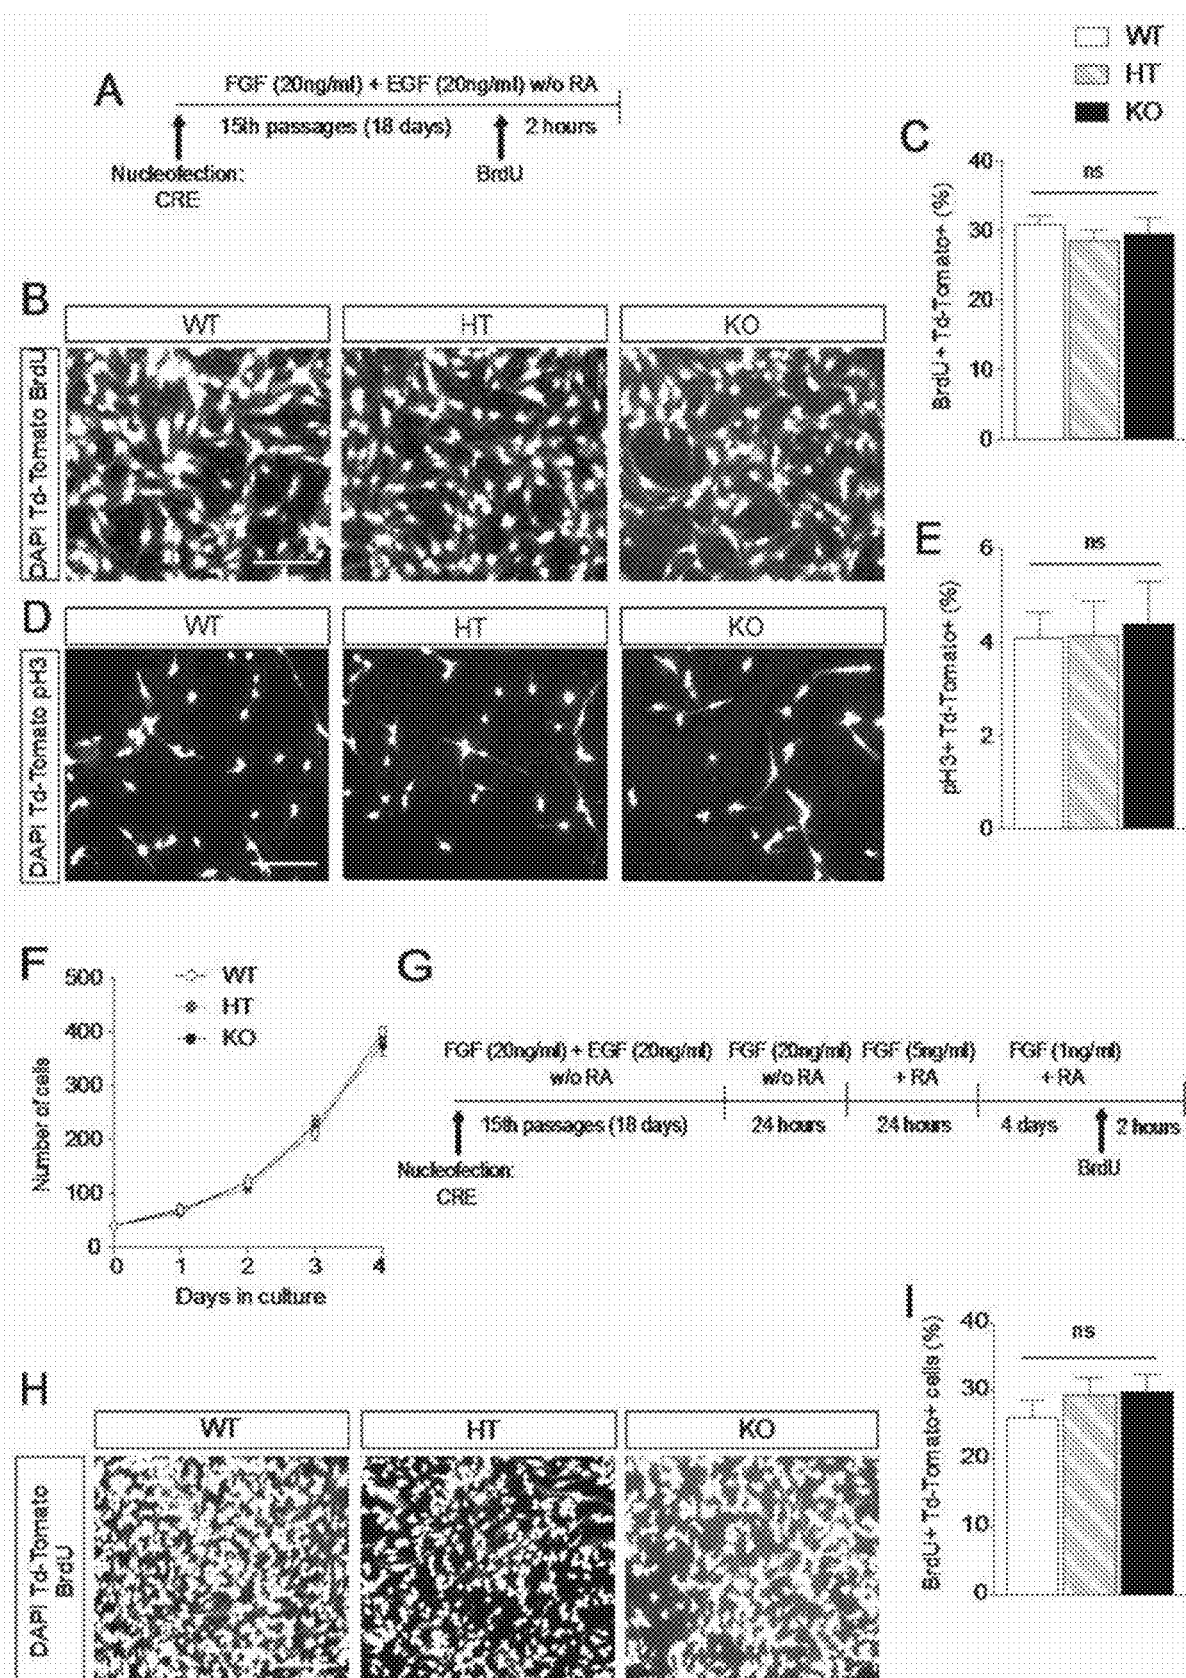 WT
HT
KO
A
FGF (20ng/ml) + EGF (20ng/ml) w/o RA
15th passages (18 days)
2 hours
Nucleofection:
CRE
BrdU
C
40
30
20
10
0
ns
BrdU + Td-Tomato+ (%)
B
WT
HT
KO
DAPI Td-Tomato BrdU
D
WT
HT
KO
DAPI Td-Tomato pH3
E
6
4
2
0
ns
pH3+ Td-Tomato+ (%)
F
500
400
300
200
100
0
WT
HT
KO
Number of cells
0 1 2 3 4
Days in culture
G
FGF (20ng/ml) + EGF (20ng/ml)
w/o RA
FGF (20ng/ml)
w/o RA
FGF (5ng/ml)
+ RA
FGF (1ng/ml)
+ RA
15th passages (18 days)
24 hours
24 hours
4 days
2 hours
Nucleofection:
CRE
BrdU
H
WT
HT
KO
DAPI Td-Tomato
BrdU
I
40
30
20
10
0
ns
BrdU + Td-Tomato+ cells (%)